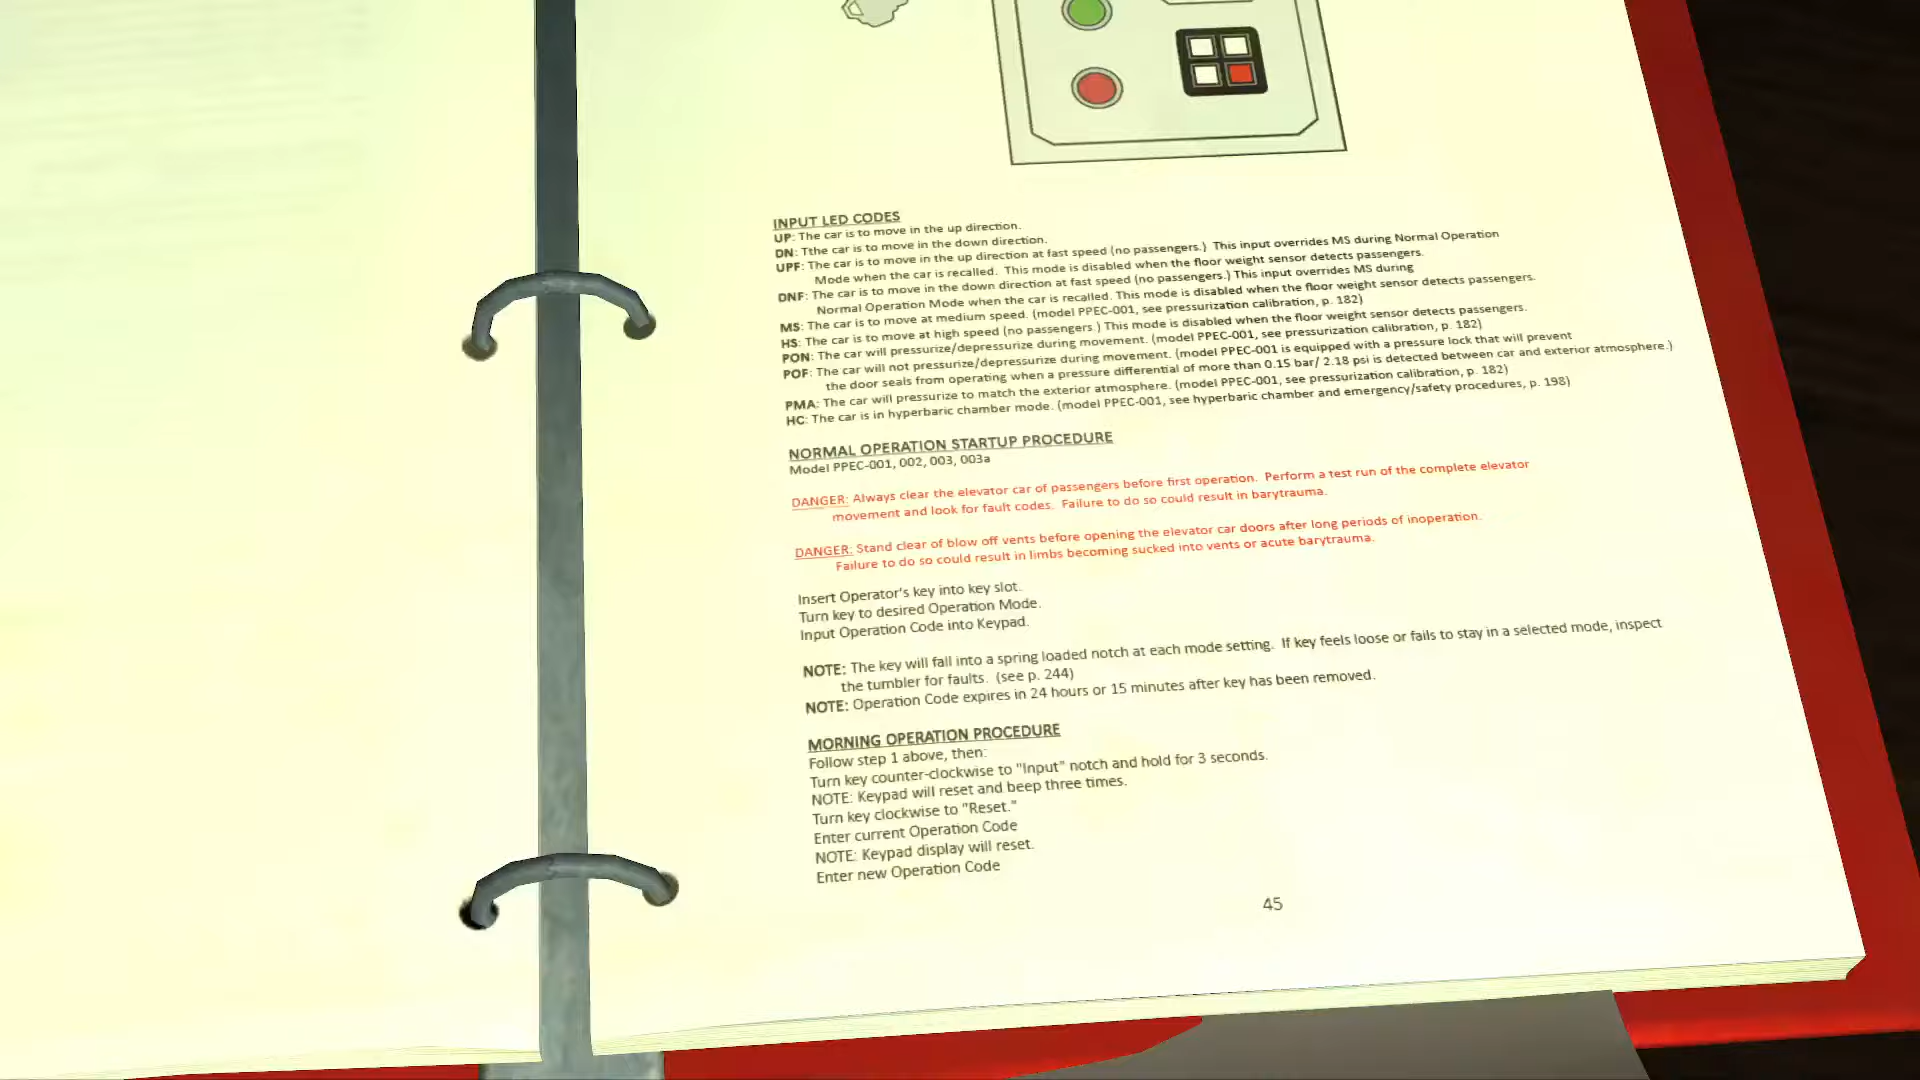 INPUT LED CODES
UP: The car is to move in the up direction.
DN: Tthe car is to move in the down direction.
UPF: The car is to move in the up direction at fast speed (no passengers.) This input overrides MS during Normal Operation
Mode when the car is recalled. This mode is disabled when the floor weight sensor detects passengers.
DNF: The car is to move in the down direction at fast speed (no passengers.) This input overrides MS during
Normal Operation Mode when the car is recalled. This mode is disabled when the floor weight sensor detects passengers.
MS: The car is to move at medium speed. (model PPEC-001, see pressurization calibration, p. 182)
HS: The car is to move at high speed (no passengers.) This mode is disabled when the floor weight sensor detects passengers.
PON: The car will pressurize/depressurize during movement. (model PPEC-001, see pressurization calibration, p. 182)
POF: The car will not pressurize/depressurize during movement. (model PPEC-001 is equipped with a pressure lock that will prevent
the door seals from operating when a pressure differential of more than 0.15 bar/ 2.18 psi is detected between car and exterior atmosphere.)
PMA: The car will pressurize to match the exterior atmosphere. (model PPEC-001, see pressurization calibration, p. 182)
HC: The car is in hyperbaric chamber mode. (model PPEC-001, see hyperbaric chamber and emergency/safety procedures, p. 198)
NORMAL OPERATION STARTUP PROCEDURE
Model PPEC-001, 002, 003, 003a
DANGER: Always clear the elevator car of passengers before first operation. Perform a test run of the complete elevator
movement and look for fault codes. Failure to do so could result in barytrauma.
DANGER: Stand clear of blow off vents before opening the elevator car doors after long periods of inoperation.
Failure to do so could result in limbs becoming sucked into vents or acute barytrauma.
Insert Operator's key into key slot.
Turn key to desired Operation Mode.
Input Operation Code into Keypad.
NOTE: The key will fall into a spring loaded notch at each mode setting. If key feels loose or fails to stay in a selected mode, inspect
the tumbler for faults. (see p. 244)
NOTE: Operation Code expires in 24 hours or 15 minutes after key has been removed.
MORNING OPERATION PROCEDURE
Follow step 1 above, then:
Turn key counter-clockwise to "Input" notch and hold for 3 seconds.
NOTE: Keypad will reset and beep three times.
Turn key clockwise to "Reset."
Enter current Operation Code
NOTE: Keypad display will reset.
Enter new Operation Code
45